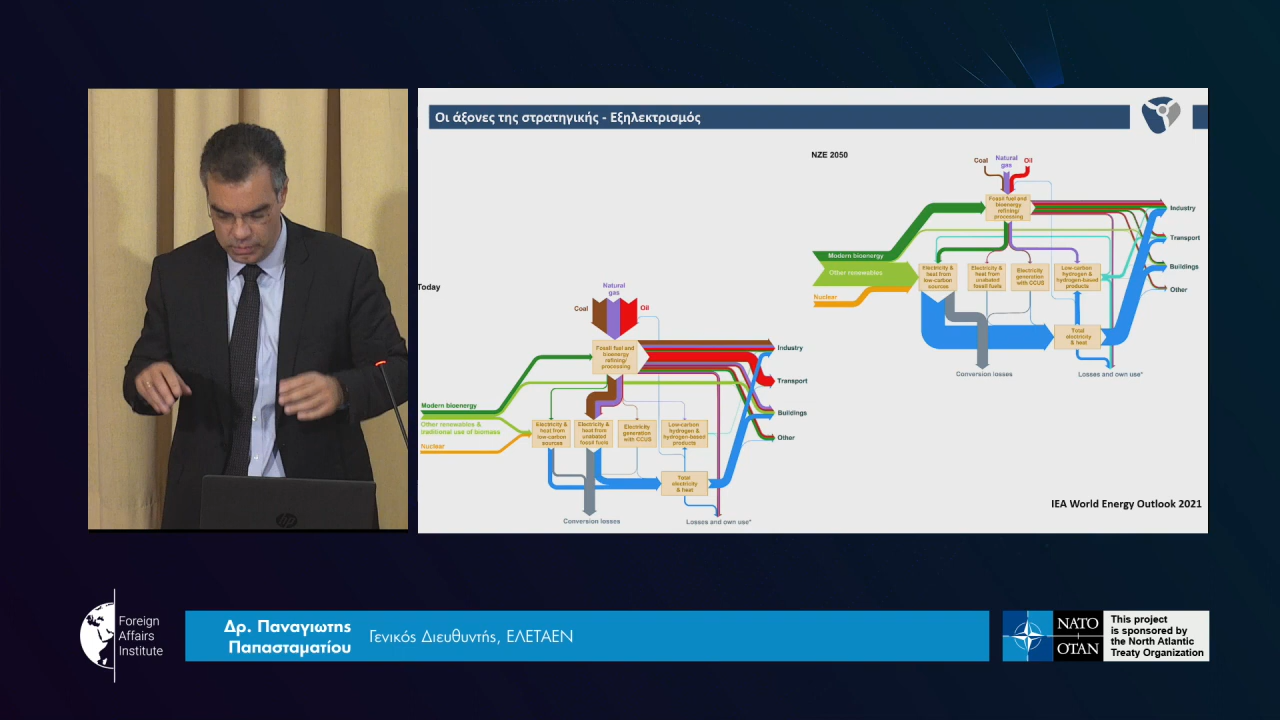 Οι άξονες της στρατηγικής - Εξηλεκτρισμός
NZE 2050
Coal
Natural
gas
Oil
Fossil fuel and
bioenergy
refining/
processing
Industry
Transport
Buildings
Other
Modern bioenergy
Other renewables
Nuclear
Electricity &
heat from
low-carbon
sources
Electricity &
heat from
unabated
fossil fuels
Electricity
generation
with CCUS
Low-carbon
hydrogen &
hydrogen-based
products
Total
electricity
& heat
Conversion losses
Losses and own use*
Today
Coal
Natural
gas
Oil
Fossil fuel and
bioenergy
refining/
processing
Industry
Transport
Buildings
Other
Modern bioenergy
Other renewables &
traditional use of biomass
Nuclear
Electricity &
heat from
low-carbon
sources
Electricity &
heat from
unabated
fossil fuels
Electricity
generation
with CCUS
Low-carbon
hydrogen &
hydrogen-based
products
Total
electricity
& heat
Conversion losses
Losses and own use*
IEA World Energy Outlook 2021
hp
Foreign
Affairs
Institute
Δρ. Παναγιωτης
Παπασταματίου
Γενικός Διευθυντής, ΕΛΕΤΑΕΝ
NATO
OTAN
This project
is sponsored by
the North Atlantic
Treaty Organization